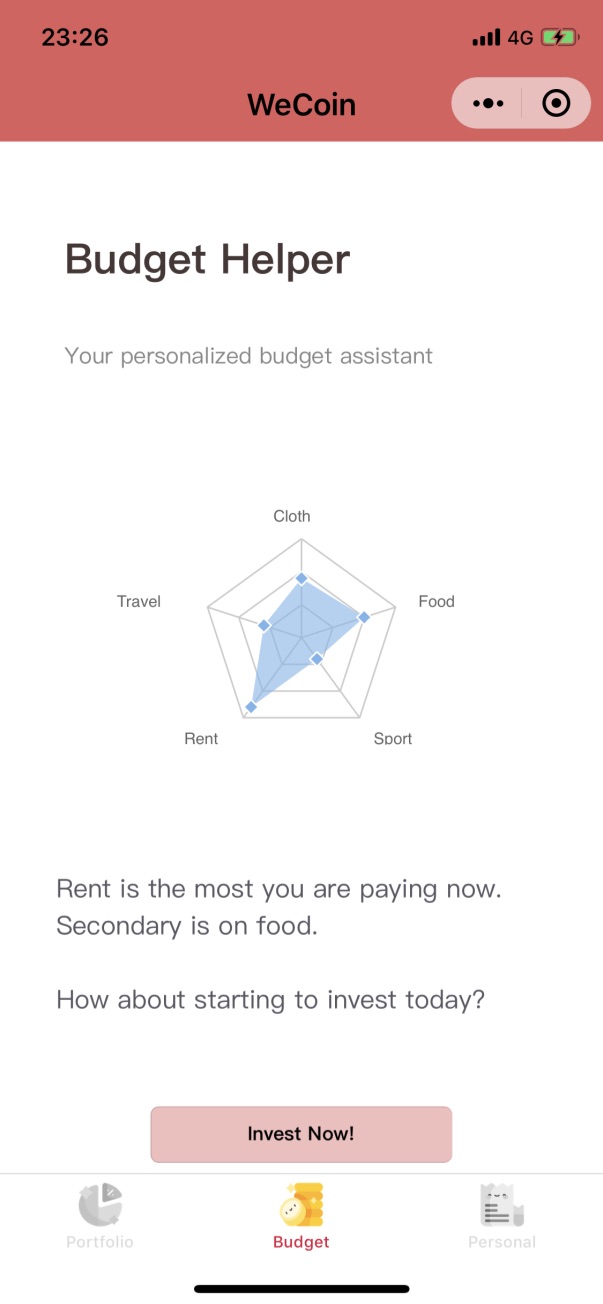 23:26
4G
WeCoin
Budget Helper
Your personalized budget assistant
Cloth
Travel
Food
Rent
Sport
Rent is the most you are paying now.
Secondary is on food.
How about starting to invest today?
Invest Now!
Portfolio
Budget
Personal